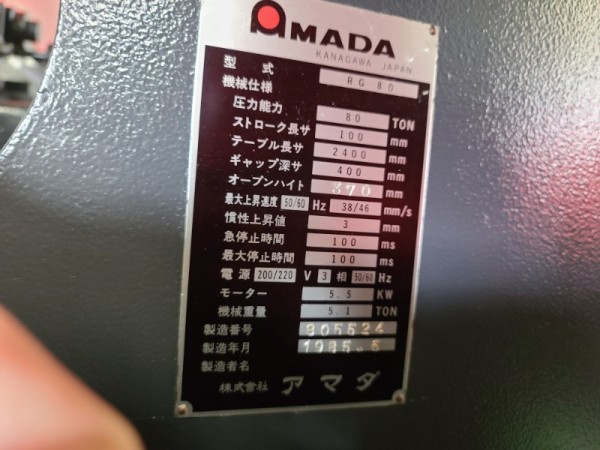 AMADA
KANAGAWA JAPAN
型式 RG 80
機械仕様
圧力能力 80 TON
ストローク長サ 100 mm
テーブル長サ 2400 mm
ギャップ深サ 400 mm
オープンハイト 370 mm
最大上昇速度 50/60 Hz 38/46 mm/s
慣性上昇値 3 mm
急停止時間 100 ms
最大停止時間 100 ms
電源 200/220 V 3 相 50/60 Hz
モーター 5.5 KW
機械重量 5.1 TON
製造番号 805524
製造年月 1985.5
製造者名
株式会社 アマダ